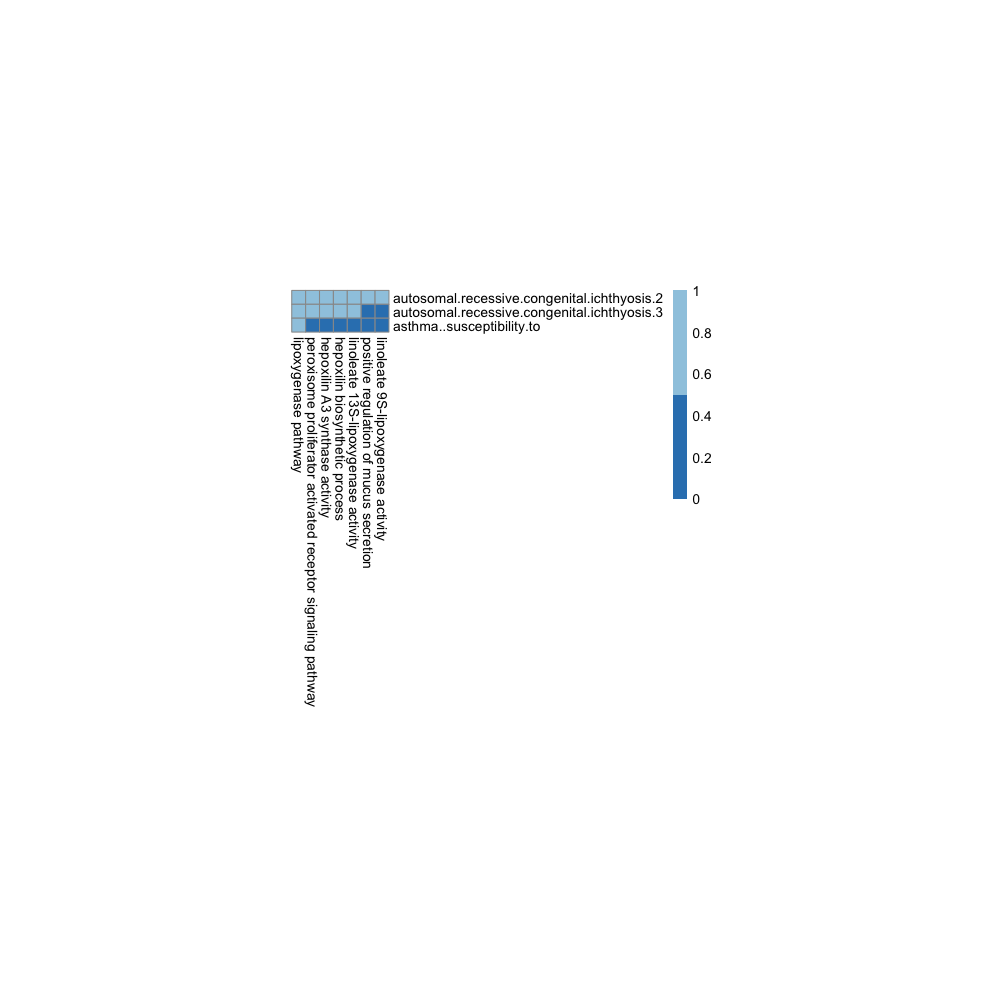 autosomal.recessive.congenital.ichthyosis.2
autosomal.recessive.congenital.ichthyosis.3
asthma..susceptibility.to
lipoxygenase pathway
peroxisome proliferator activated receptor signaling pathway
hepoxilin A3 synthase activity
hepoxilin biosynthetic process
linoleate 13S-lipoxygenase activity
positive regulation of mucus secretion
linoleate 9S-lipoxygenase activity
1
0.8
0.6
0.4
0.2
0